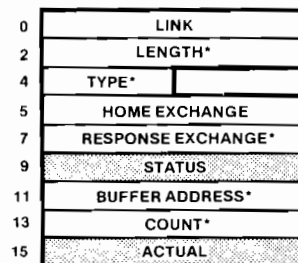 0 LINK
2 LENGTH*
4 TYPE*
5 HOME EXCHANGE
7 RESPONSE EXCHANGE*
9 STATUS
11 BUFFER ADDRESS*
13 COUNT*
15 ACTUAL